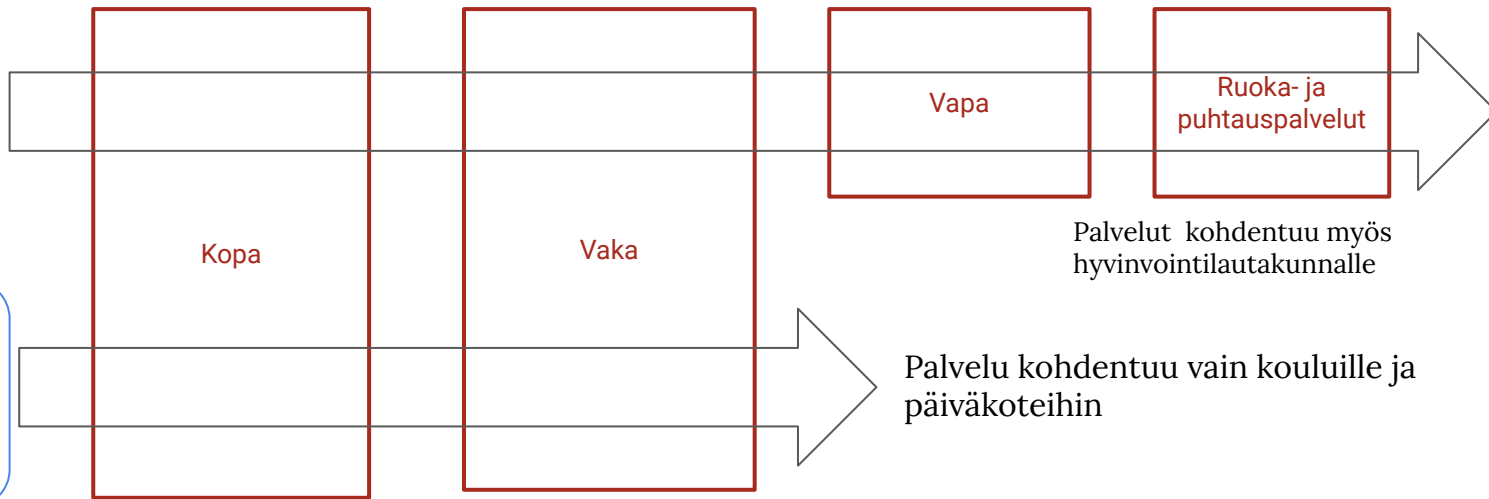 Vapa
Ruoka- ja
puhtauspalvelut
Kopa
Vaka
Palvelut kohdentuu myös
hyvinvointilautakunnalle
Palvelu kohdentuu vain kouluille ja
päiväkoteihin